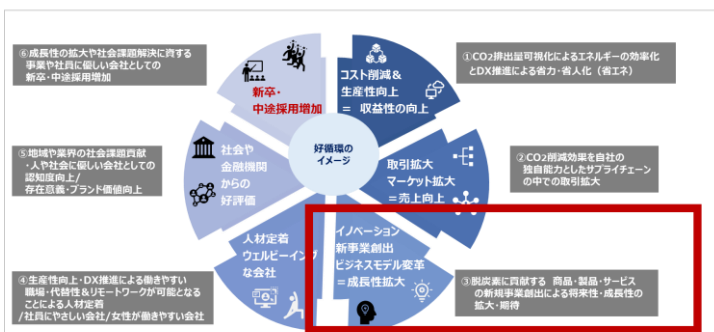 ⑥成長性の拡大や社会課題解決に資する
事業や社員に優しい会社としての
新卒・中途採用増加
新卒・
中途採用増加
コスト削減＆
生産性向上
＝ 収益性の向上
①CO2排出量可視化によるエネルギーの効率化
とDX推進による省力・省人化（省エネ）
好循環の
イメージ
⑤地域や業界の社会課題貢献
・人や社会に優しい会社としての
認知度向上/
存在意義・ブランド価値向上
社会や
金融機関
からの
好評価
取引拡大
マーケット拡大
＝売上向上
②CO2削減効果を自社の
独自能力としたサプライチェーン
の中での取引拡大
人材定着
ウェルビーイング
な会社
イノベーション
新事業創出
ビジネスモデル変革
＝成長性拡大
④生産性向上・DX推進による働きやすい
職場・代替性＆リモートワークが可能となる
ことによる人材定着
/社員にやさしい会社/女性が働きやすい会社
③脱炭素に貢献する 商品・製品・サービス
の新規事業創出による将来性・成長性の
拡大・期待